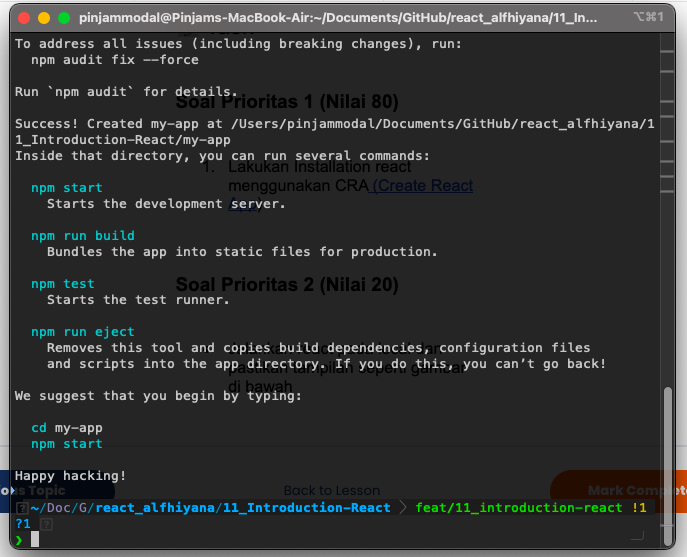 pinjammodal@Pinjams-MacBook-Air:~/Documents/GitHub/react_alfhiyana/11_In... ⌥⌘1
To address all issues (including breaking changes), run:
npm audit fix --force
Run `npm audit` for details.
Soal Prioritas 1 (Nilai 80)
Success! Created my-app at /Users/pinjammodal/Documents/GitHub/react_alfhiyana/1
1_Introduction-React/my-app
Inside that directory, you can run several commands:
1. Lakukan Installation react
menggunakan CRA (Create React
App)
npm start
Starts the development server.
npm run build
Bundles the app into static files for production.
Soal Prioritas 2 (Nilai 20)
npm test
Starts the test runner.
npm run eject
Removes this tool and copies build dependencies, configuration files
and scripts into the app directory. If you do this, you can’t go back!
pastikan tampilan seperti gambar
di bawah
We suggest that you begin by typing:
cd my-app
npm start
Happy hacking!
ous Topic
Back to Lesson
Mark Complet
~/Doc/G/react_alfhiyana/11_Introduction-React feat/11_introduction-react !1
?1
❯